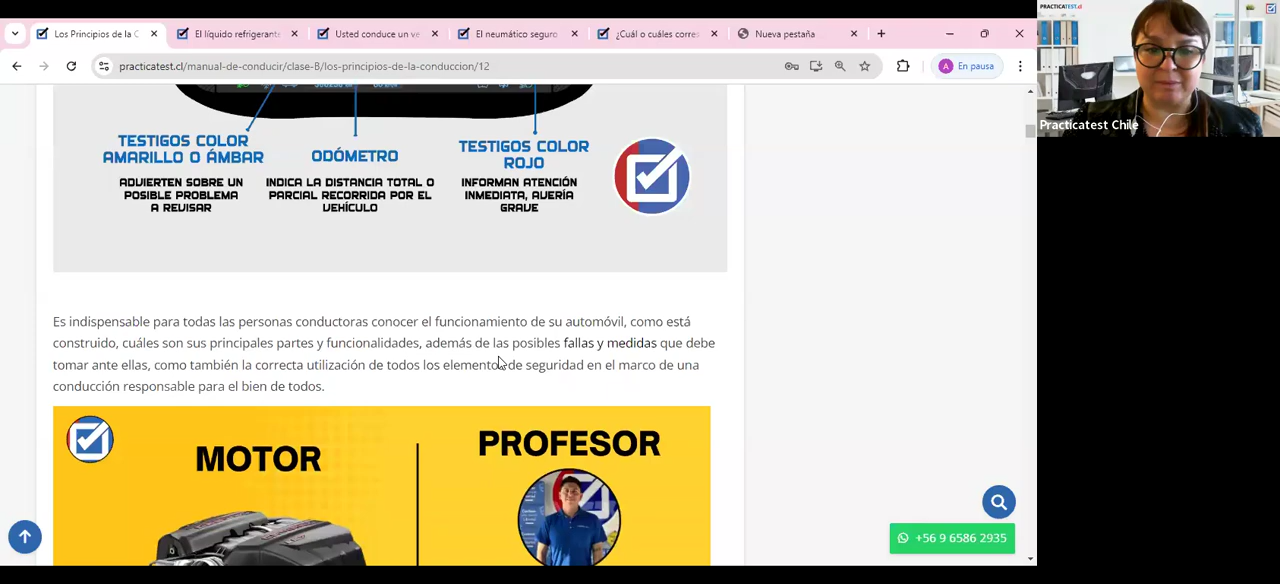 Los Principios de la C
El líquido refrigerante
Usted conduce un ve
El neumático seguro
¿Cuál o cuáles corres
Nueva pestaña
practicatest.cl/manual-de-conducir/clase-B/los-principios-de-la-conduccion/12
A En pausa
PRACTICATEST.cl
Practicatest Chile
TESTIGOS COLOR
AMARILLO O ÁMBAR
ADVIERTEN SOBRE UN
POSIBLE PROBLEMA
A REVISAR
ODÓMETRO
INDICA LA DISTANCIA TOTAL O
PARCIAL RECORRIDA POR EL
VEHÍCULO
TESTIGOS COLOR
ROJO
INFORMAN ATENCIÓN
INMEDIATA, AVERÍA
GRAVE
Es indispensable para todas las personas conductoras conocer el funcionamiento de su automóvil, como está
construido, cuáles son sus principales partes y funcionalidades, además de las posibles fallas y medidas que debe
tomar ante ellas, como también la correcta utilización de todos los elemento de seguridad en el marco de una
conducción responsable para el bien de todos.
MOTOR
PROFESOR
+56 9 6586 2935